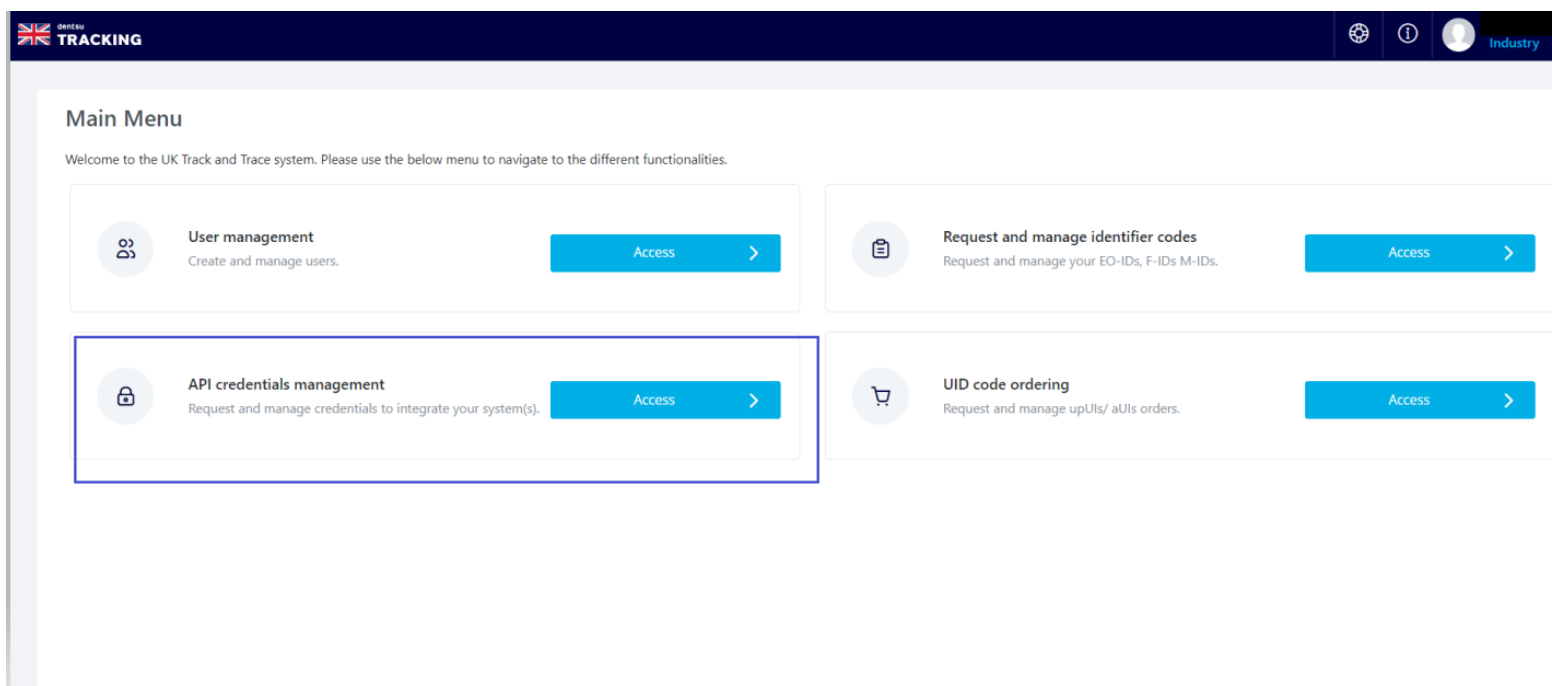 dentsu
TRACKING
Industry
Main Menu
Welcome to the UK Track and Trace system. Please use the below menu to navigate to the different functionalities.
User management
Create and manage users.
Access
Request and manage identifier codes
Request and manage your EO-IDs, F-IDs M-IDs.
Access
API credentials management
Request and manage credentials to integrate your system(s).
Access
UID code ordering
Request and manage upUIs/ aUIs orders.
Access